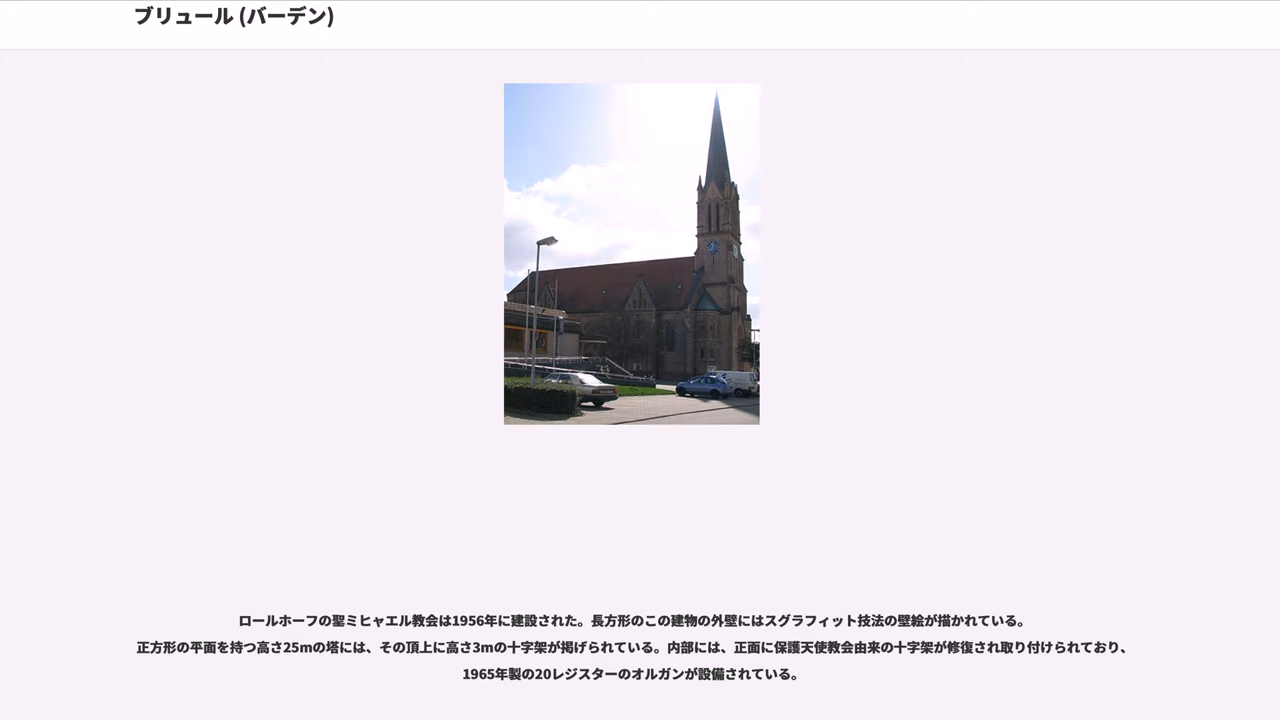 ブリュール (バーデン)
ロールホーフの聖ミヒャエル教会は1956年に建設された。長方形のこの建物の外壁にはスグラフィット技法の壁絵が描かれている。
正方形の平面を持つ高さ25mの塔には、その頂上に高さ3mの十字架が掲げられている。内部には、正面に保護天使教会由来の十字架が修復され取り付けられており、
1965年製の20レジスターのオルガンが設備されている。